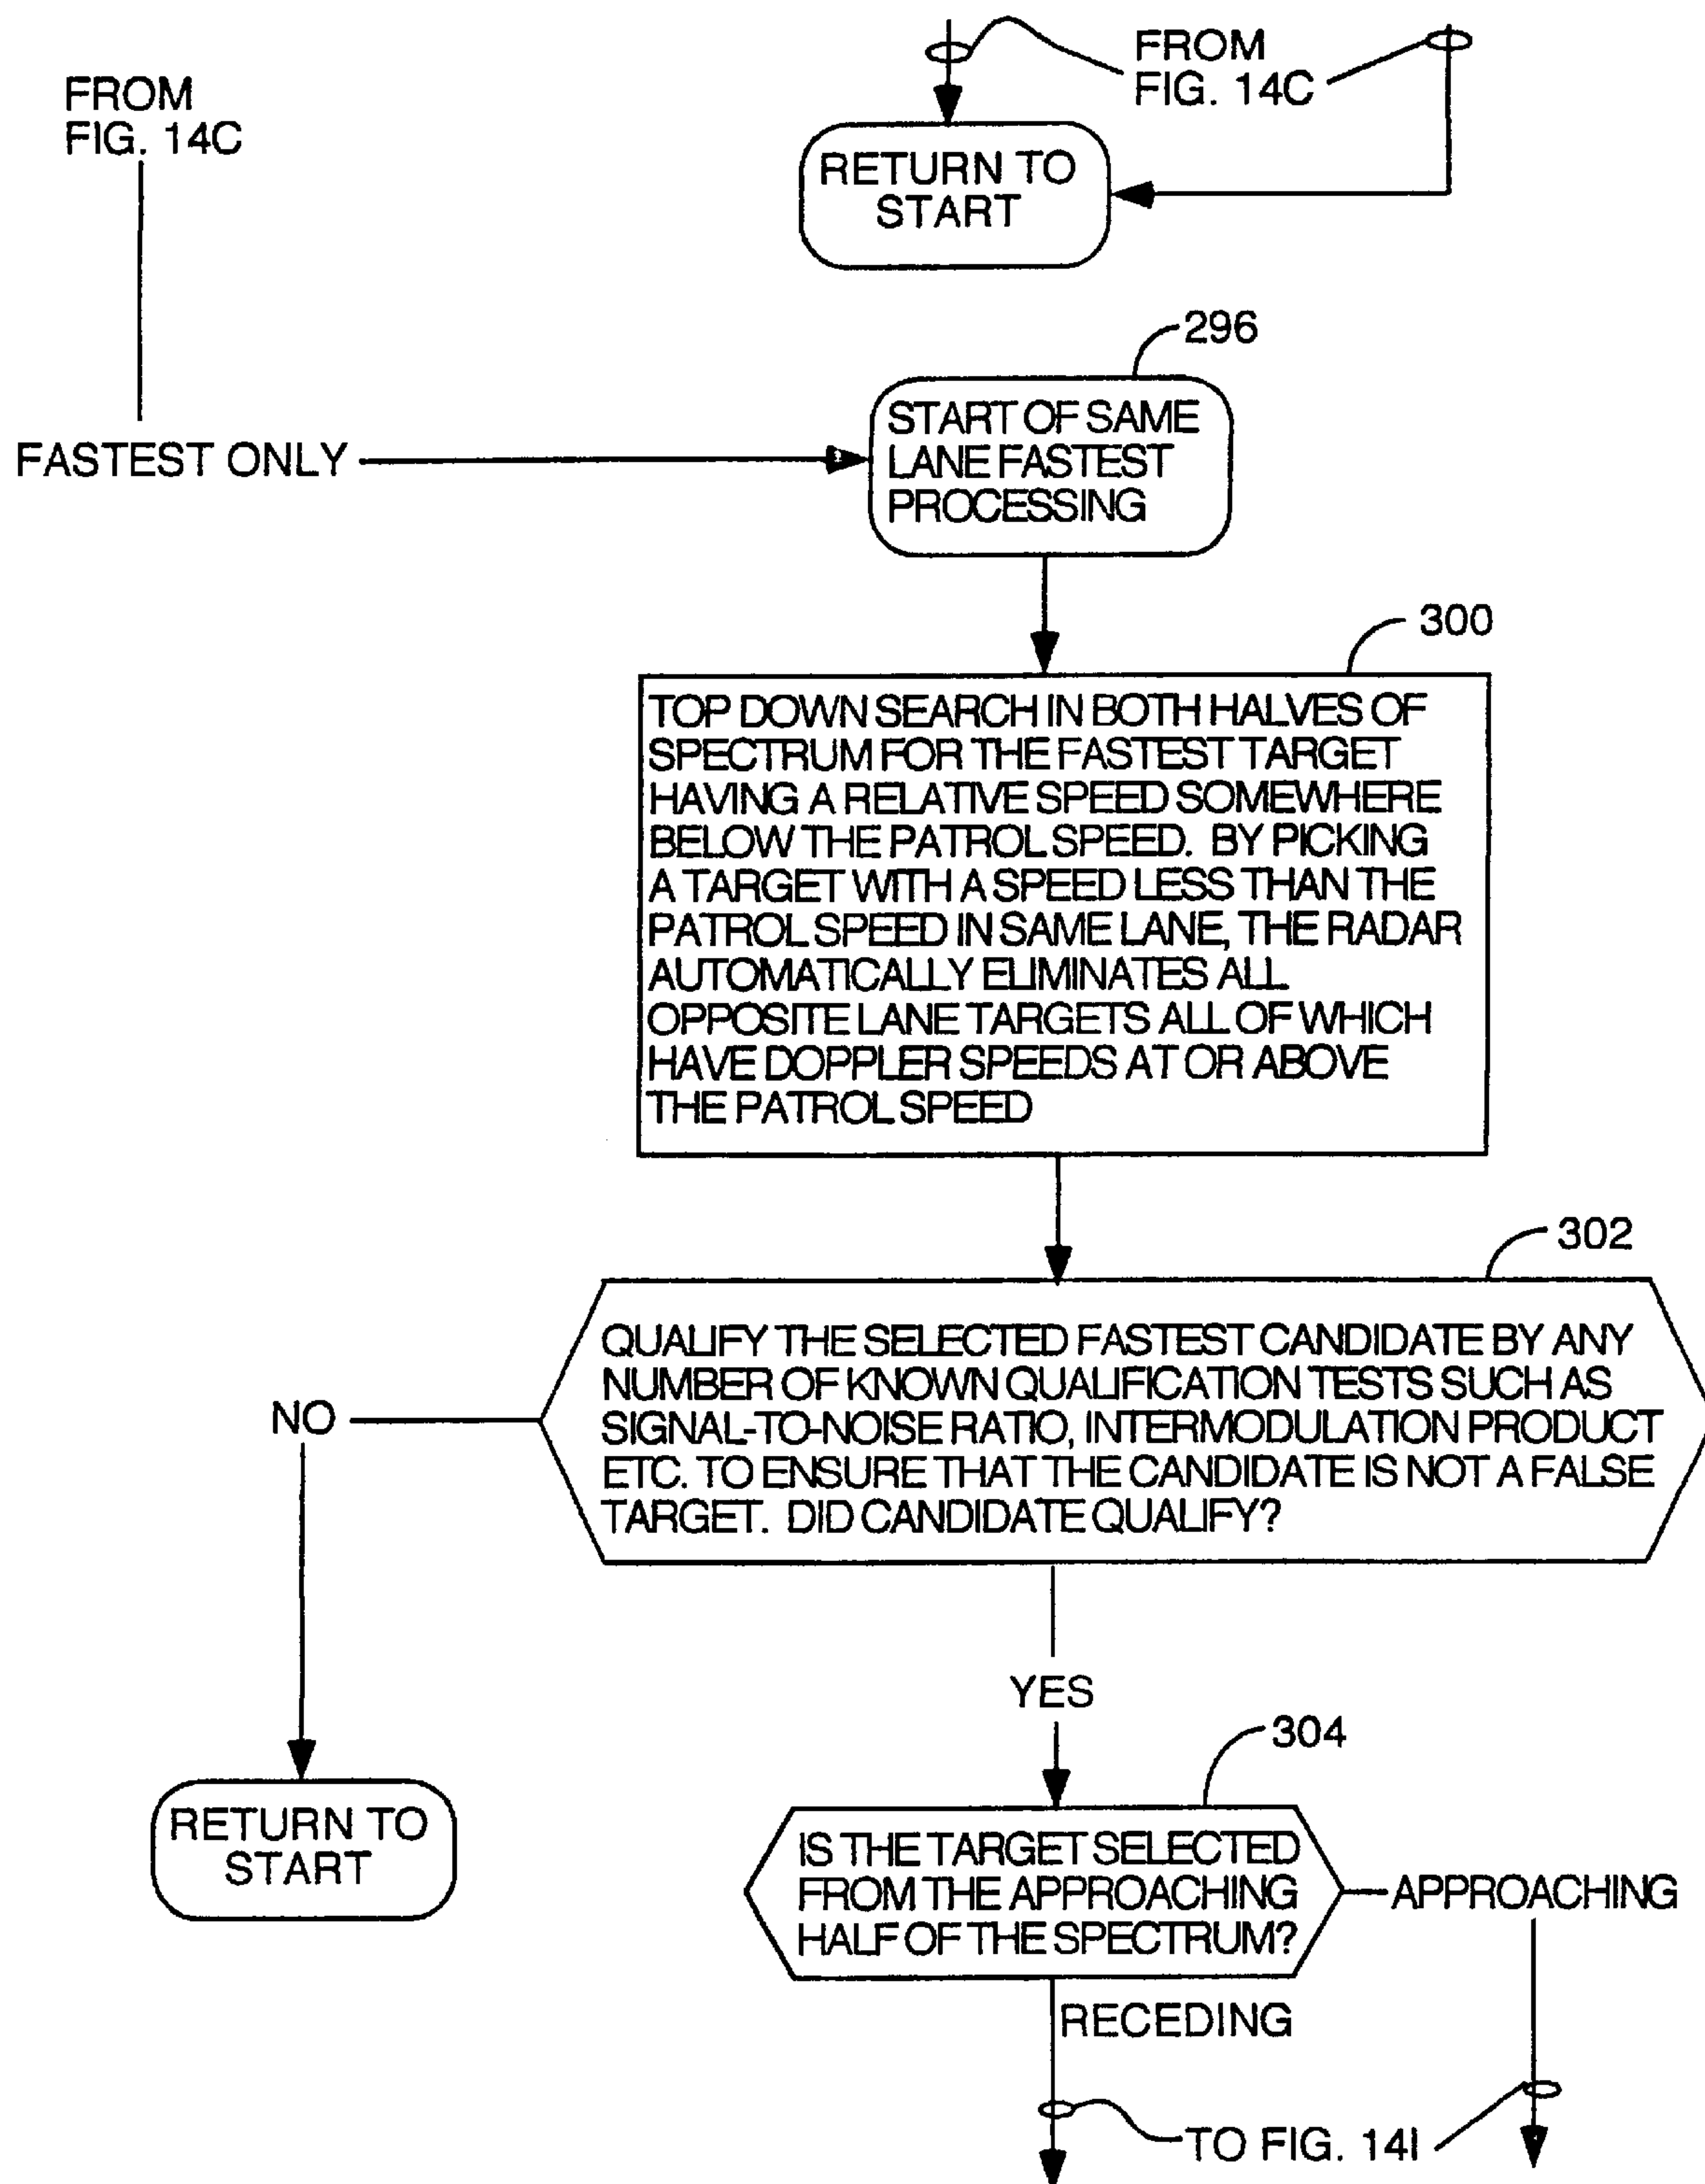 FROM
FIG. 14C
FROM
FIG. 14C
RETURN TO
START
296
START OF SAME
LANE FASTEST
PROCESSING
FASTEST ONLY
300
TOP DOWN SEARCH IN BOTH HALVES OF
SPECTRUM FOR THE FASTEST TARGET
HAVING A RELATIVE SPEED SOMEWHERE
BELOW THE PATROL SPEED. BY PICKING
A TARGET WITH A SPEED LESS THAN THE
PATROL SPEED IN SAME LANE, THE RADAR
AUTOMATICALLY ELIMINATES ALL
OPPOSITE LANE TARGETS ALL OF WHICH
HAVE DOPPLER SPEEDS AT OR ABOVE
THE PATROL SPEED
302
QUALIFY THE SELECTED FASTEST CANDIDATE BY ANY
NUMBER OF KNOWN QUALIFICATION TESTS SUCH AS
SIGNAL-TO-NOISE RATIO, INTERMODULATION PRODUCT
ETC. TO ENSURE THAT THE CANDIDATE IS NOT A FALSE
TARGET. DID CANDIDATE QUALIFY?
NO
YES
304
RETURN TO
START
IS THE TARGET SELECTED
FROM THE APPROACHING
HALF OF THE SPECTRUM?
APPROACHING
RECEDING
TO FIG. 14I